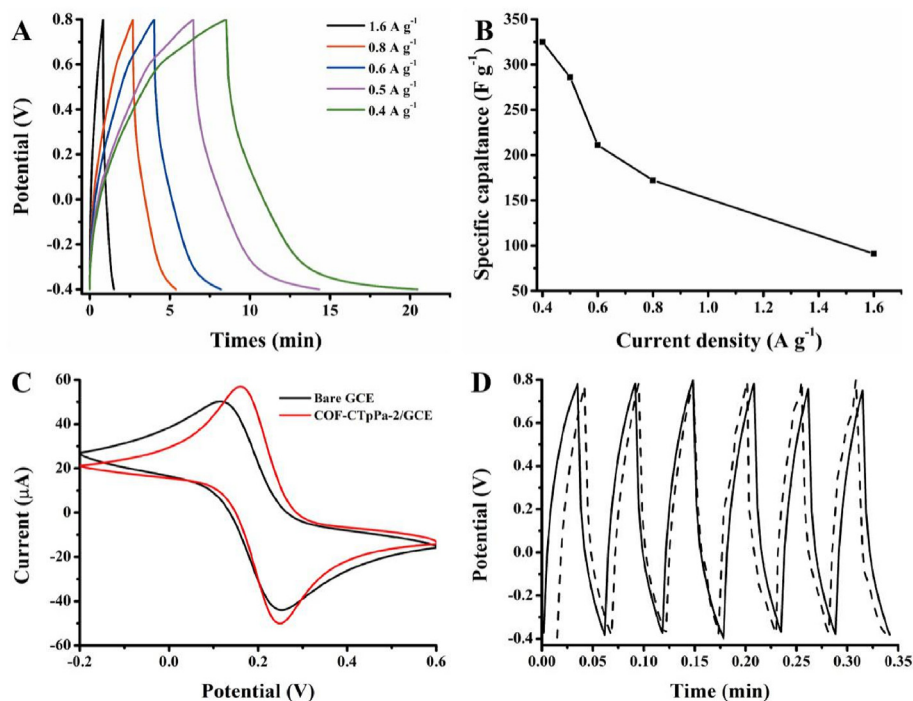 A
0.8
0.6
0.4
0.2
0.0
-0.2
-0.4
Potential (V)
0
5
10
15
20
Times (min)
1.6 A g⁻¹
0.8 A g⁻¹
0.6 A g⁻¹
0.5 A g⁻¹
0.4 A g⁻¹
B
350
300
250
200
150
100
50
Specific capaltance (F g⁻¹)
0.4
0.6
0.8
1.0
1.2
1.4
1.6
Current density (A g⁻¹)
C
60
40
20
0
-20
-40
-60
Current (μA)
-0.2
0.0
0.2
0.4
0.6
Potential (V)
Bare GCE
COF-CTpPa-2/GCE
D
0.8
0.4
0.0
-0.4
Potential (V)
0.00
0.05
0.10
0.15
0.20
0.25
0.30
0.35
Time (min)